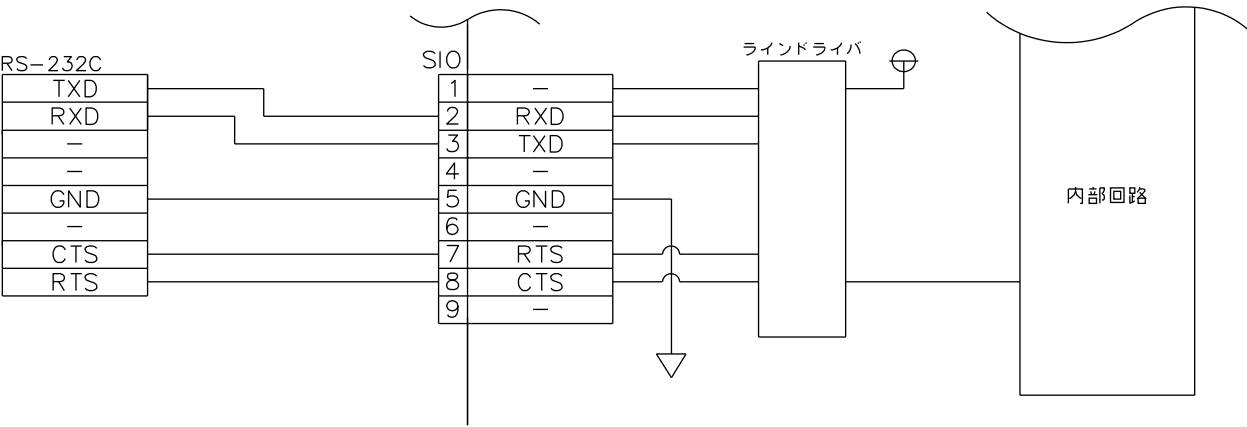 RS-232C
TXD
RXD
-
-
GND
-
CTS
RTS
SIO
1 -
2 RXD
3 TXD
4 -
5 GND
6 -
7 RTS
8 CTS
9 -
ラインドライバ
内部回路